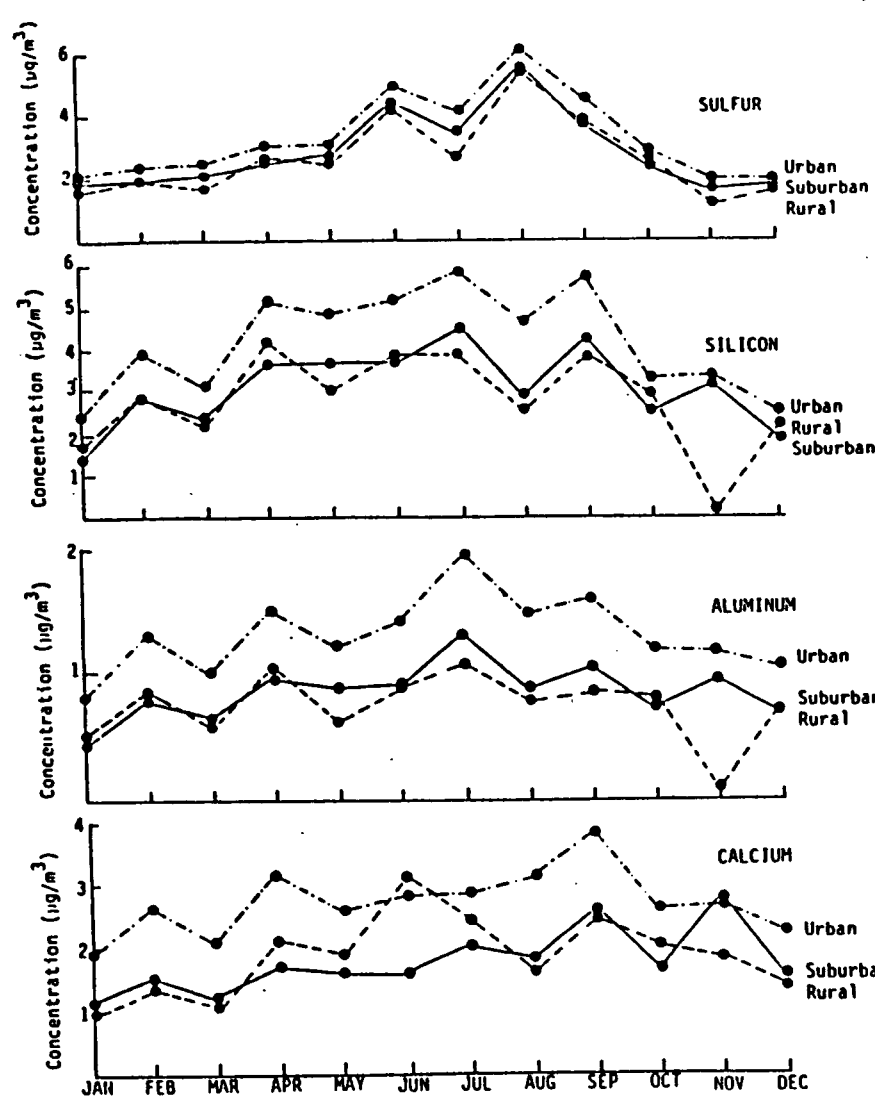 Concentration (µg/m³)
6
4
2
SULFUR
Urban
Suburban
Rural
Concentration (µg/m³)
6
5
4
3
2
1
SILICON
Urban
Rural
Suburban
Concentration (µg/m³)
2
1
ALUMINUM
Urban
Suburban
Rural
Concentration (µg/m³)
4
3
2
1
CALCIUM
Urban
Suburba
Rural
JAN FEB MAR APR MAY JUN JUL AUG SEP OCT NOV DEC